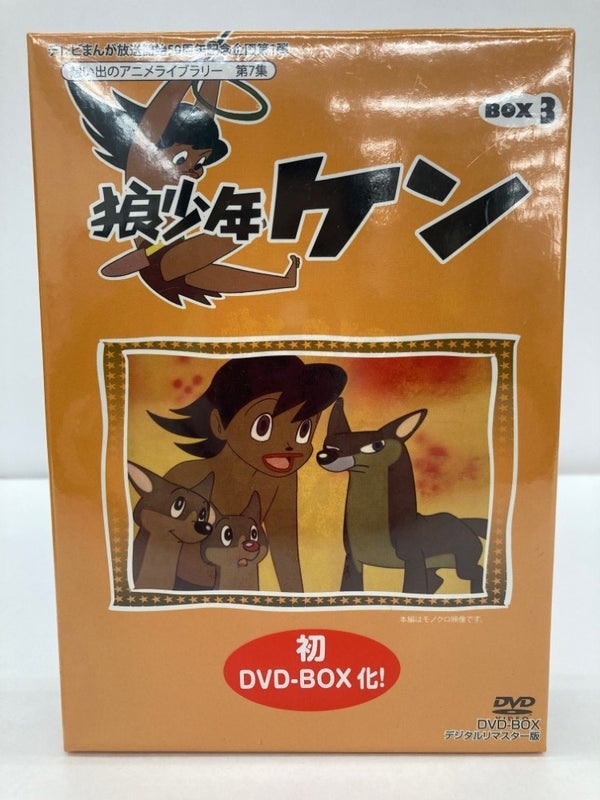 テレビまんが放送開始50周年記念企画第1弾
想い出のアニメライブラリー 第7集
BOX 3
狼少年ケン
本編はモノクロ映像です。
初
DVD-BOX化!
DVD
VIDEO
DVD-BOX
デジタルリマスター版